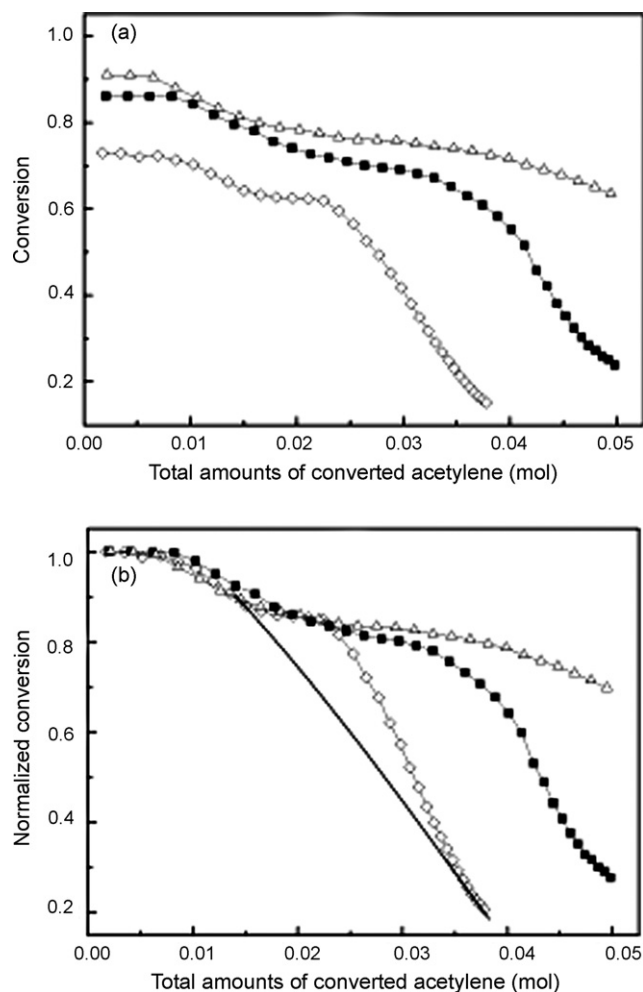 (a)
1.0
0.8
0.6
0.4
0.2
Conversion
0.00 0.01 0.02 0.03 0.04 0.05
Total amounts of converted acetylene (mol)
(b)
1.0
0.8
0.6
0.4
0.2
Normalized conversion
0.00 0.01 0.02 0.03 0.04 0.05
Total amounts of converted acetylene (mol)